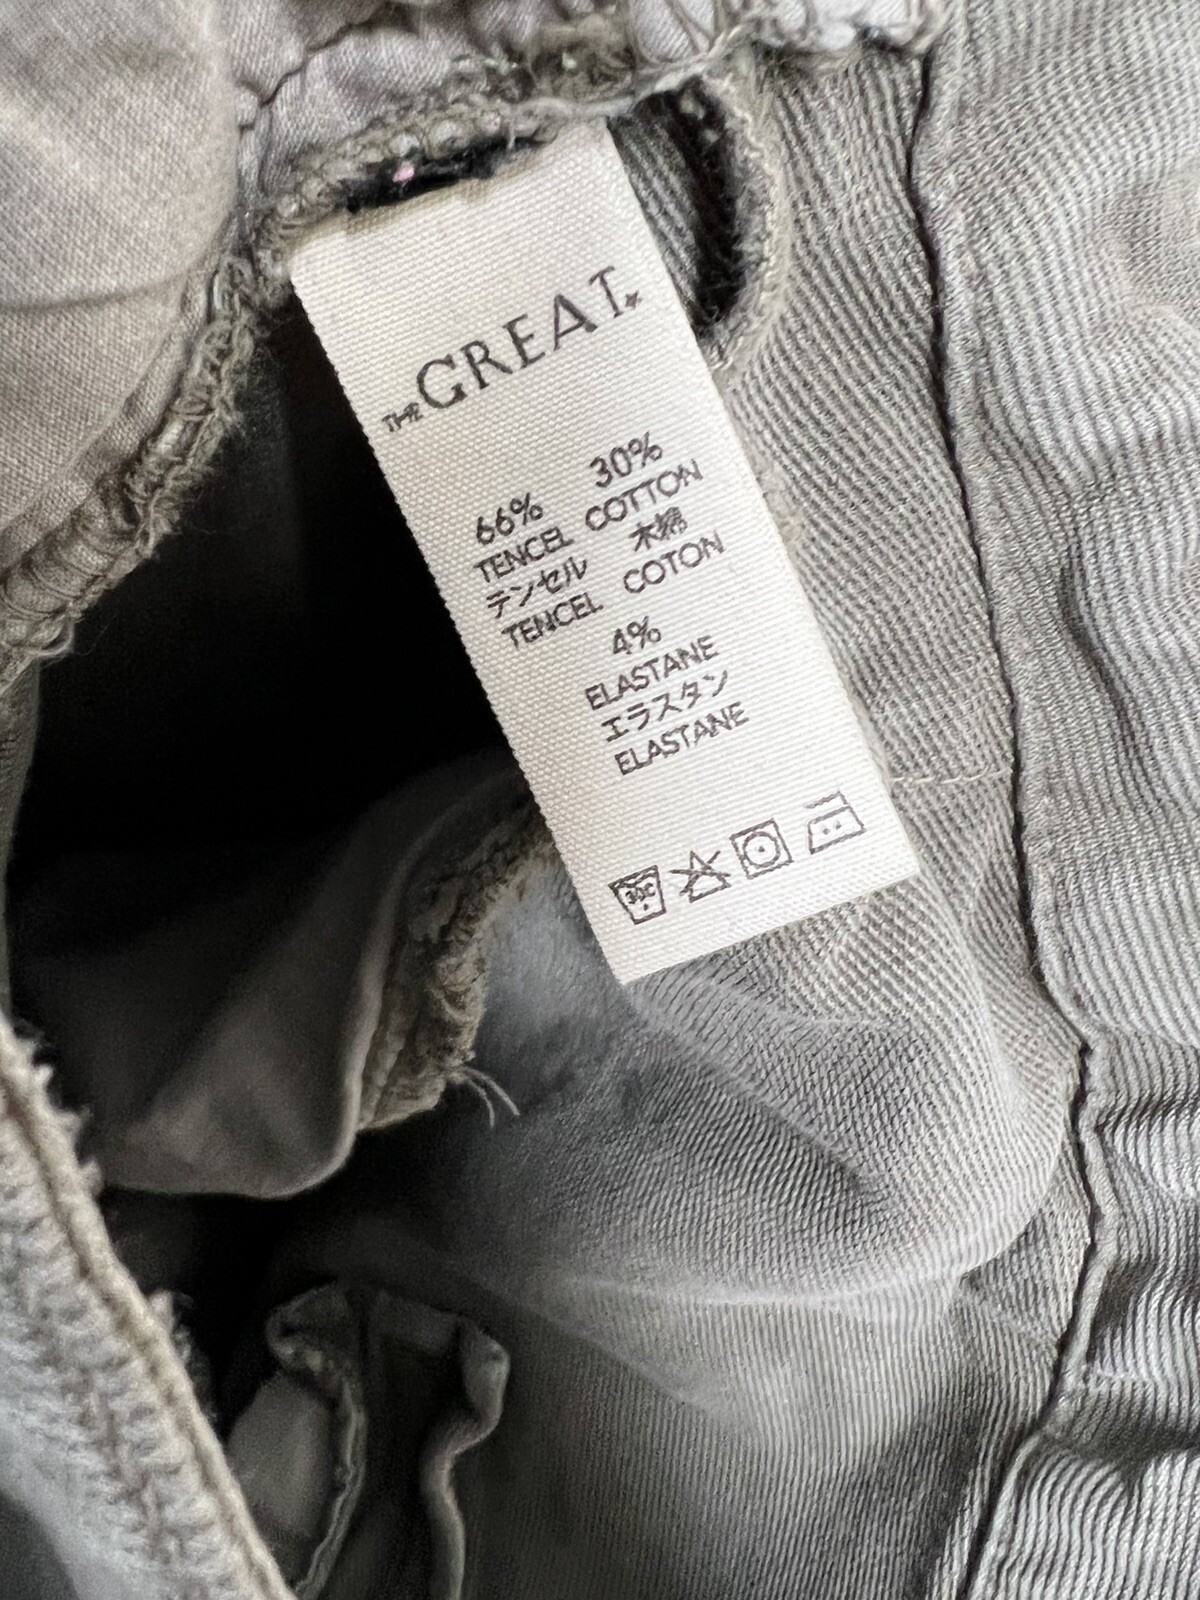 THE GREAT.
66% 30%
TENCEL COTTON
テンセル 木綿
TENCEL COTON
4%
ELASTANE
エラスタン
ELASTANE
30C